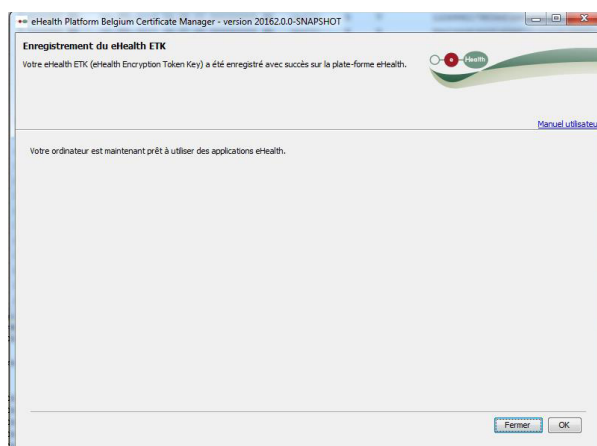 eHealth Platform Belgium Certificate Manager - version 20162.0.0-SNAPSHOT
Enregistrement du eHealth ETK
Votre eHealth ETK (eHealth Encryption Token Key) a été enregistré avec succès sur la plate-forme eHealth.
Health
Manuel utilisateu
Votre ordinateur est maintenant prêt à utiliser des applications eHealth.
Fermer OK